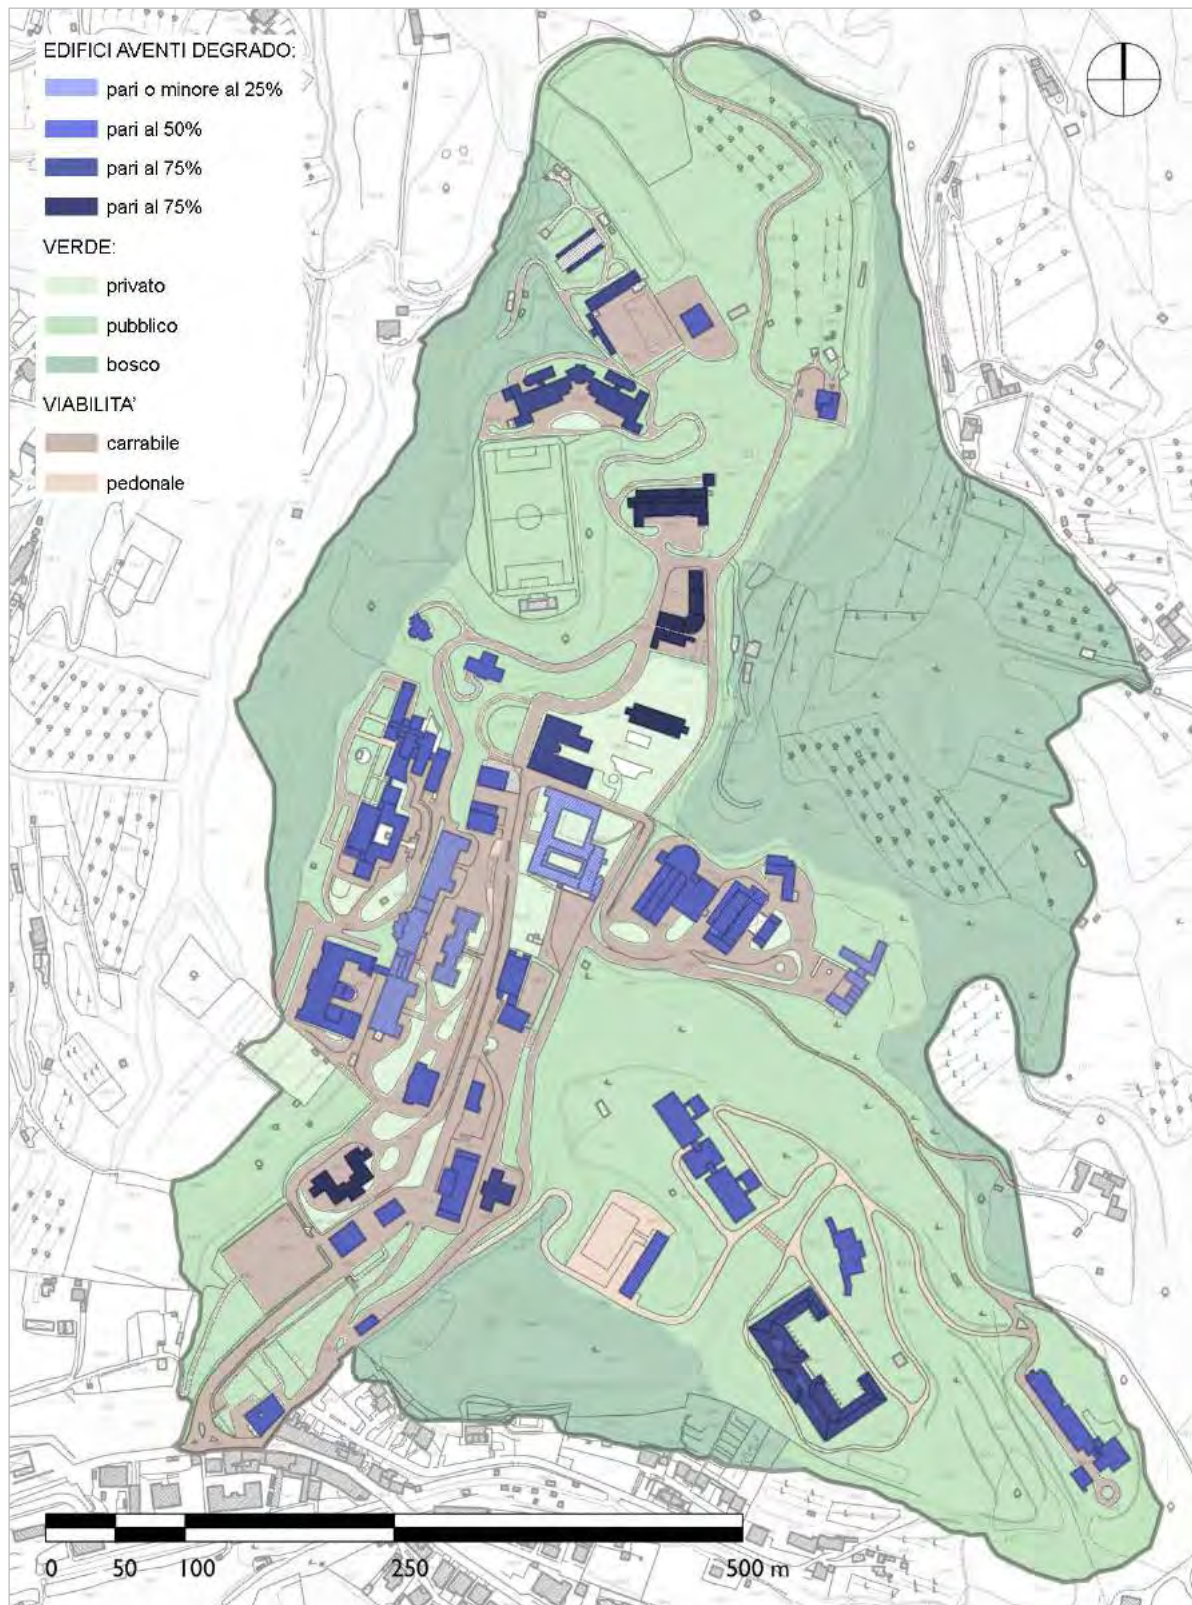 EDIFICI AVENTI DEGRADO:
pari o minore al 25%
pari al 50%
pari al 75%
pari al 75%
VERDE:
privato
pubblico
bosco
VIABILITA'
carrabile
pedonale
0 50 100 250 500 m